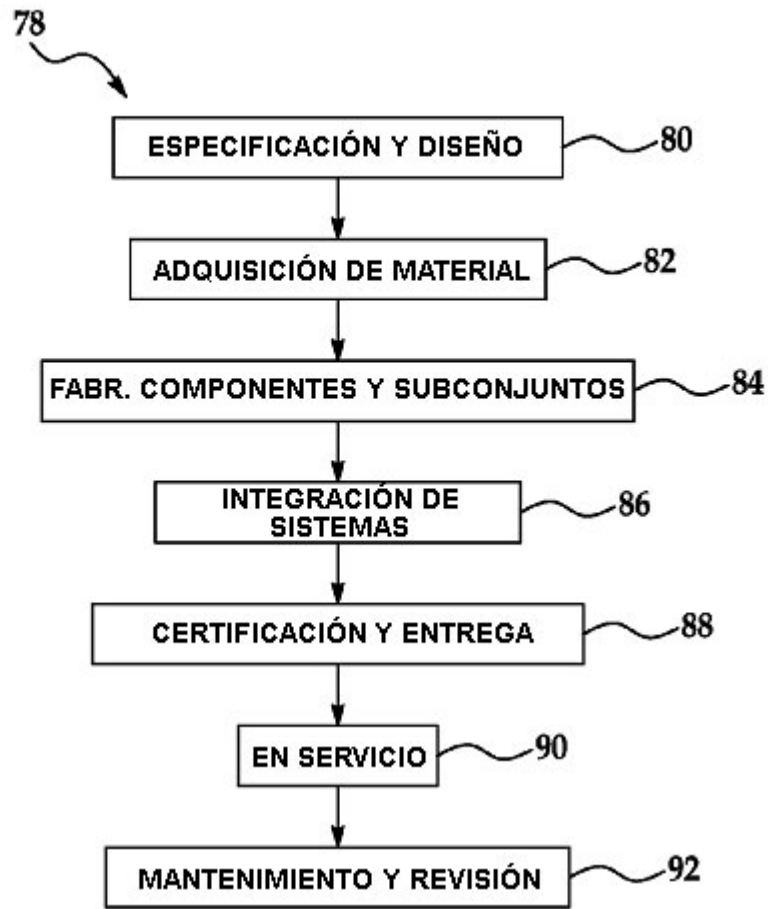 78
ESPECIFICACIÓN Y DISEÑO
80
ADQUISICIÓN DE MATERIAL
82
FABR. COMPONENTES Y SUBCONJUNTOS
84
INTEGRACIÓN DE
SISTEMAS
86
CERTIFICACIÓN Y ENTREGA
88
EN SERVICIO
90
MANTENIMIENTO Y REVISIÓN
92